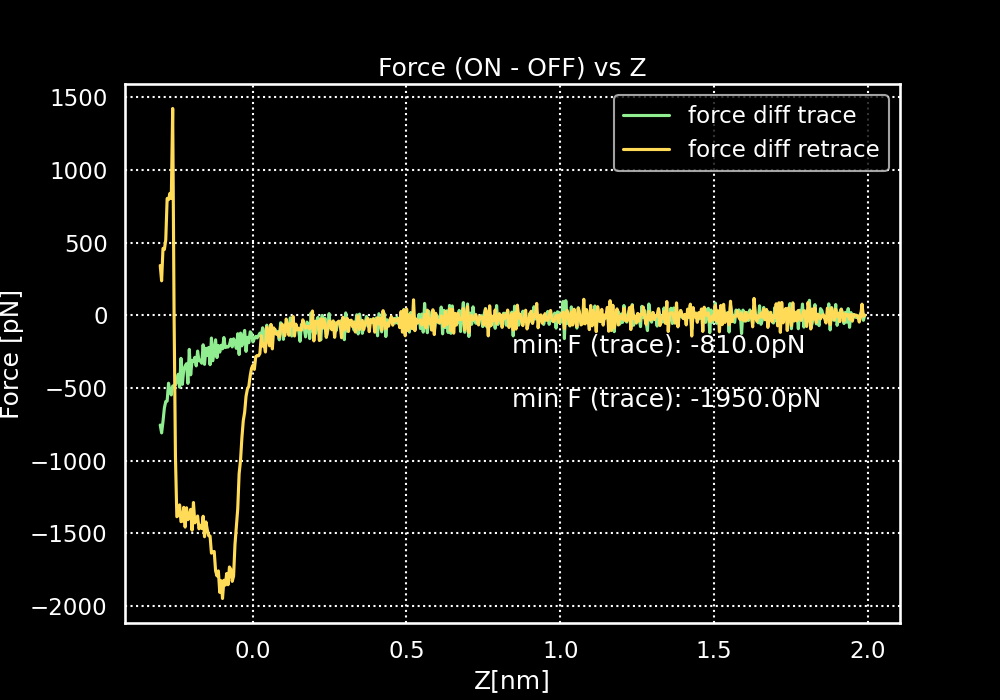 Force (ON - OFF) vs Z
force diff trace
force diff retrace
1500
1000
500
0
−500
−1000
−1500
−2000
Force [pN]
min F (trace): -810.0pN
min F (trace): -1950.0pN
0.0 0.5 1.0 1.5 2.0
Z[nm]